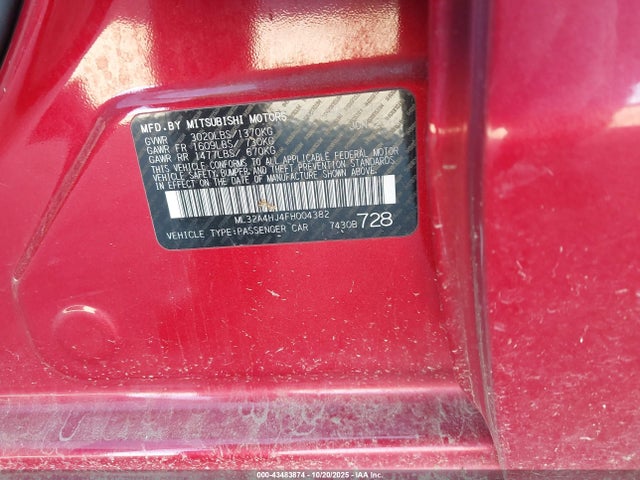 MFD.BY MITSUBISHI MOTORS
GVWR 3020LBS/1370KG
GAWR FR 1609LBS/ 730KG
GAWR RR 1477LBS/ 670KG
THIS VEHICLE CONFORMS TO ALL APPLICABLE FEDERAL MOTOR
VEHICLE SAFETY, BUMPER, AND THEFT PREVENTION STANDARDS
IN EFFECT ON THE DATE OF MANUFACTURE SHOWN ABOVE.
ML32A4HJ4FH004382
VEHICLE TYPE:PASSENGER CAR 7430B 728
000-43483874 | 10/20/2025 | IAAI.COM